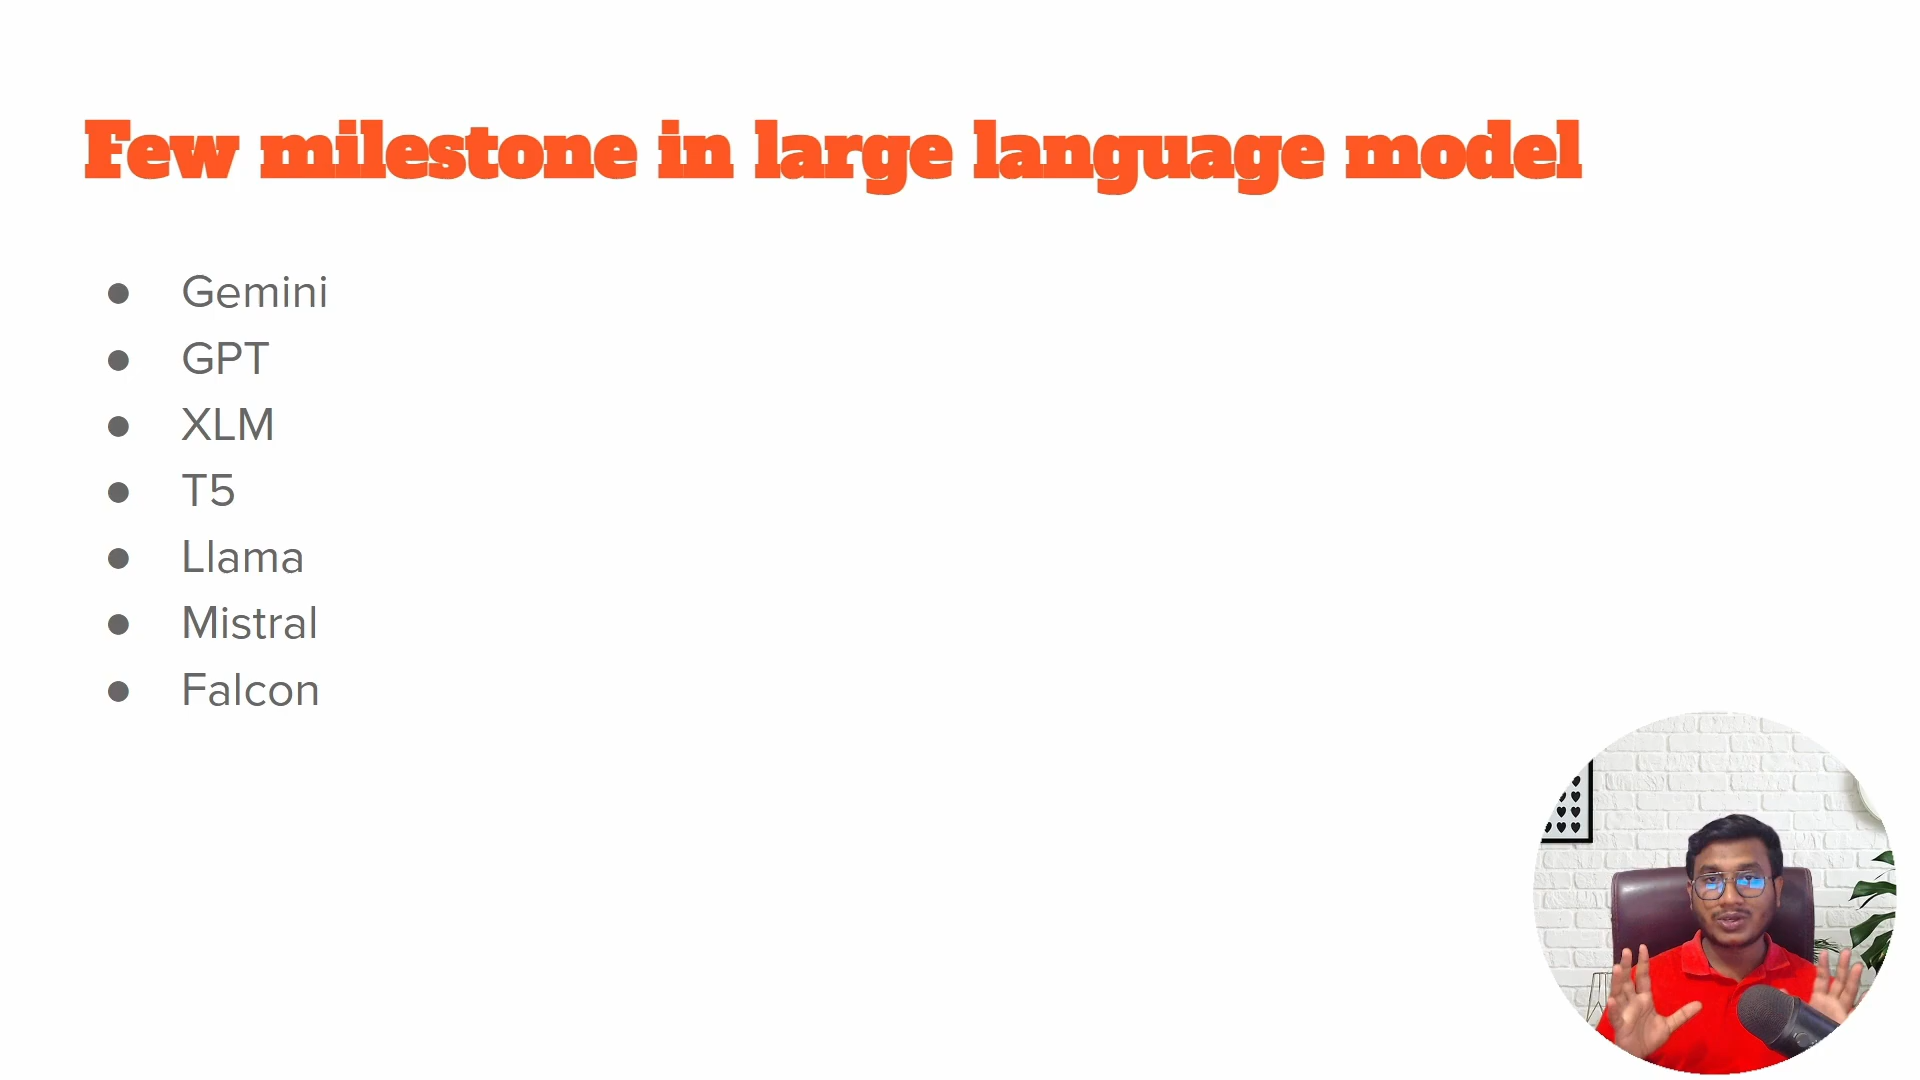 Few milestone in large language model
● Gemini
● GPT
● XLM
● T5
● Llama
● Mistral
● Falcon